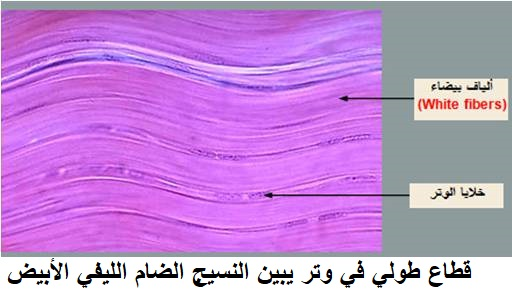 ألياف بيضاء
(White fibers)
خلايا الوتر
قطاع طولي في وتر يبين النسيج الضام الليفي الأبيض